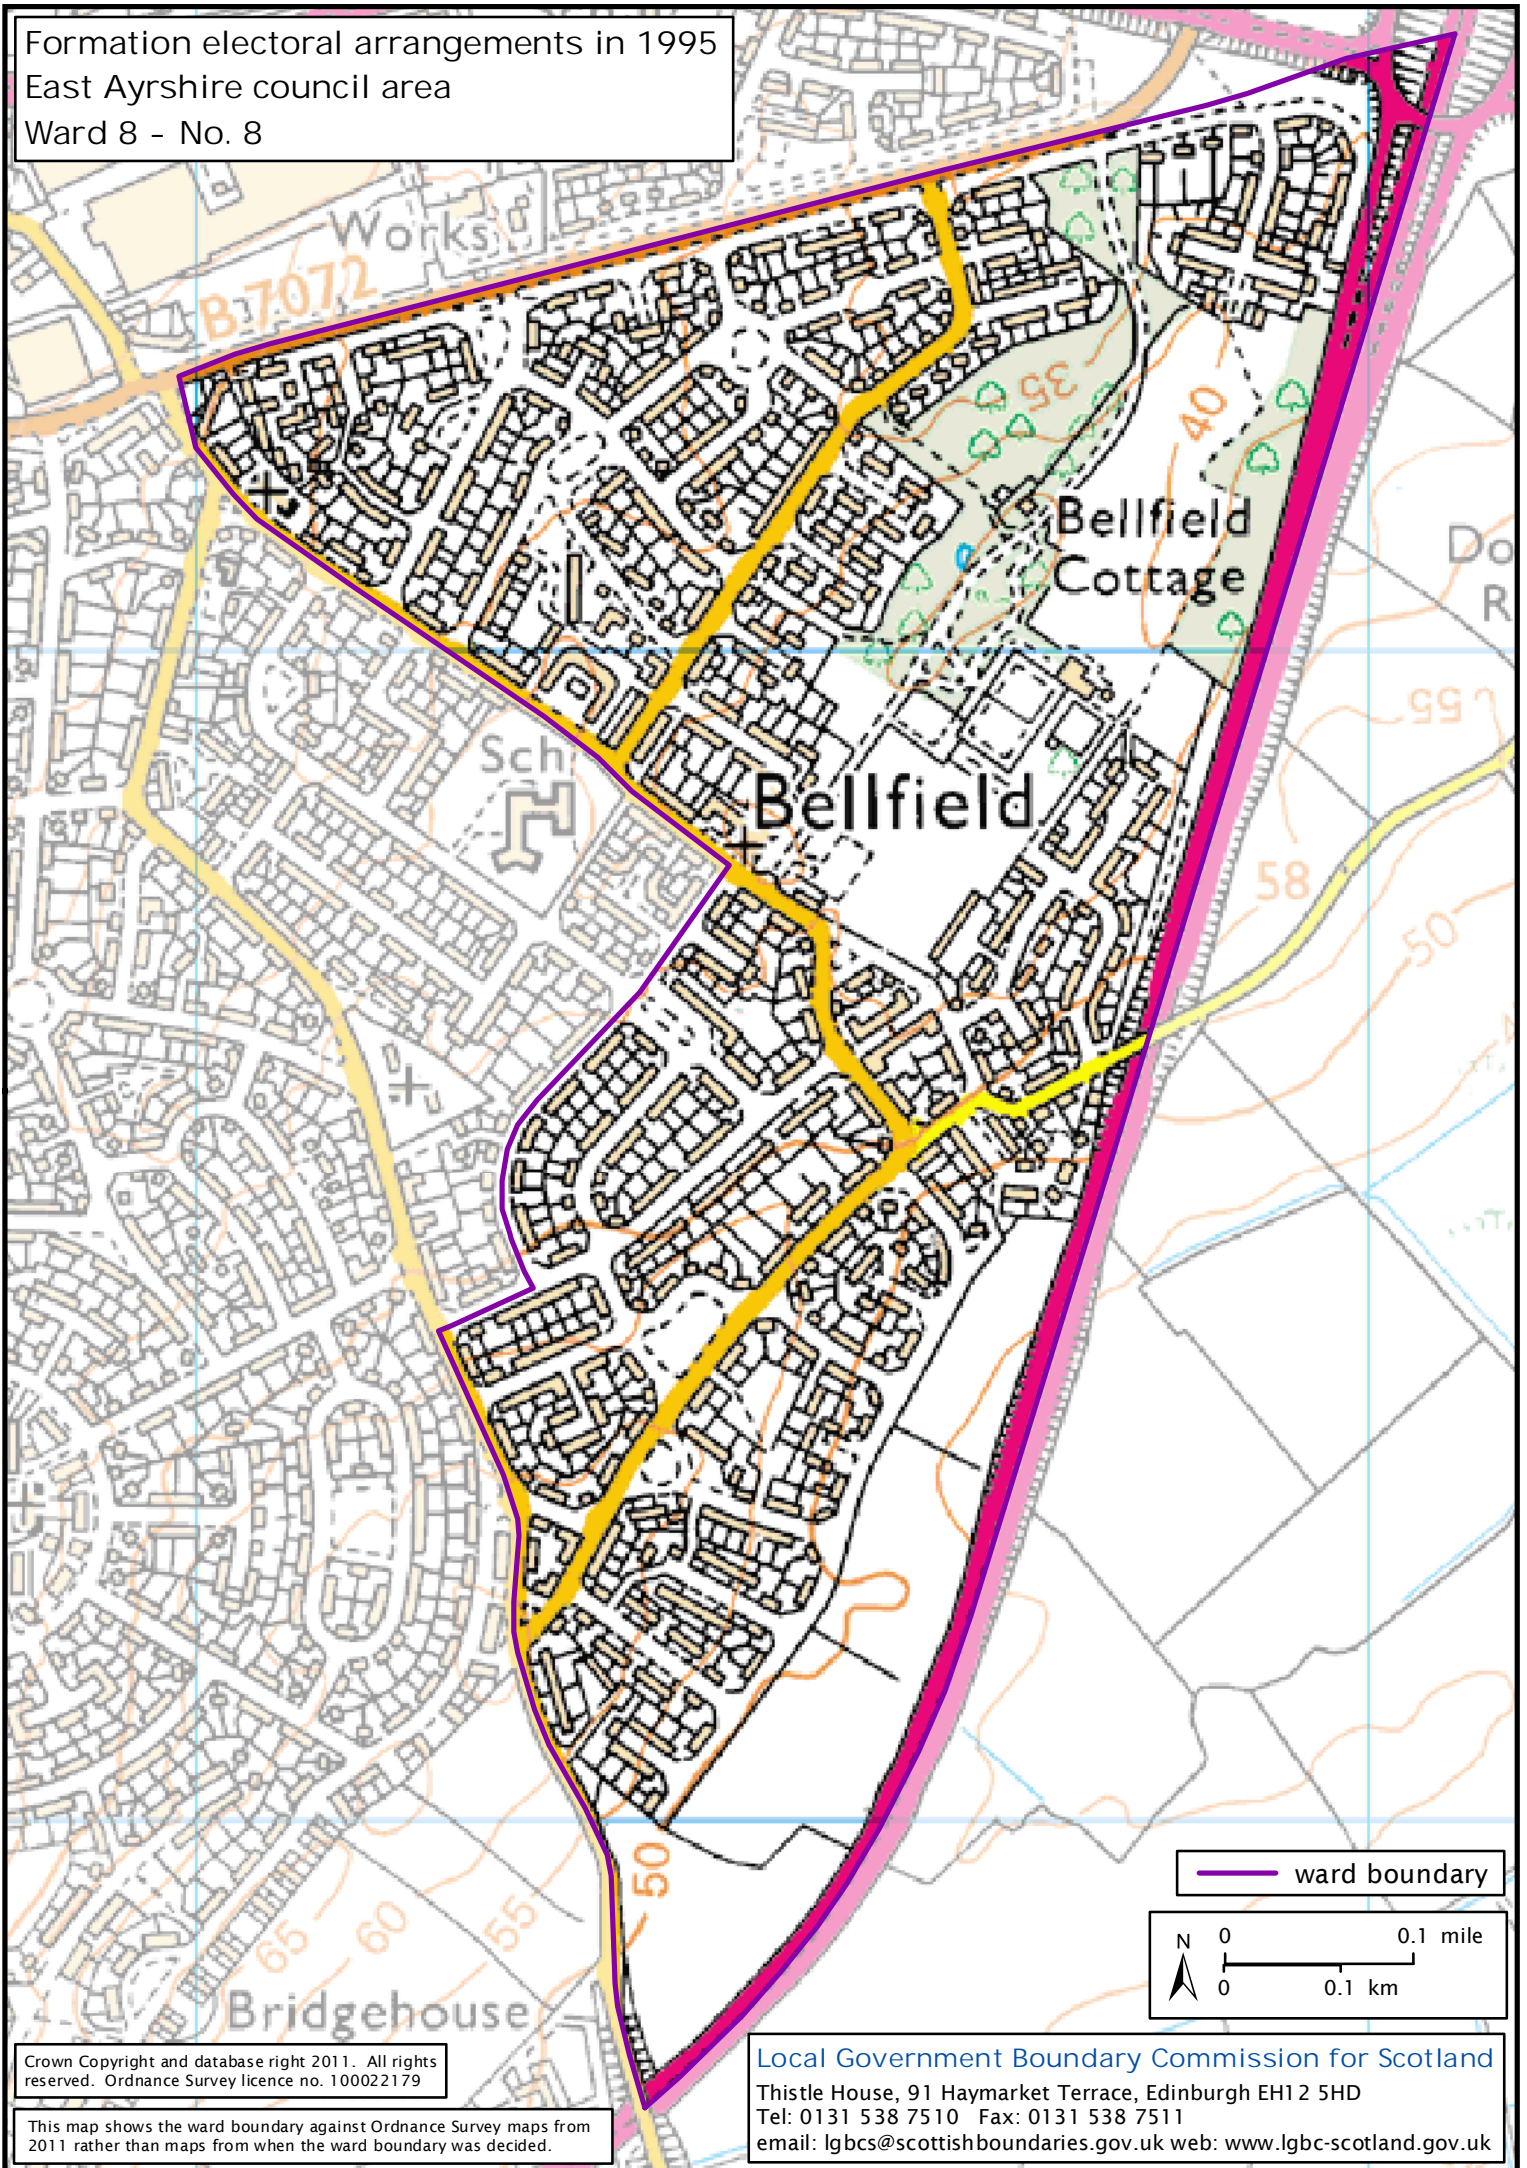 Formation electoral arrangements in 1995
East Ayrshire council area
Ward 8 - No. 8
Works
B 7072
35
40
Bellfield
Cottage
Do
R
55
Sch
Bellfield
58
50
50
65
60
55
Bridgehouse
ward boundary
N
0
0.1 mile
0
0.1 km
Crown Copyright and database right 2011. All rights
reserved. Ordnance Survey licence no. 100022179
This map shows the ward boundary against Ordnance Survey maps from
2011 rather than maps from when the ward boundary was decided.
Local Government Boundary Commission for Scotland
Thistle House, 91 Haymarket Terrace, Edinburgh EH12 5HD
Tel: 0131 538 7510 Fax: 0131 538 7511
email: lgbcs@scottishboundaries.gov.uk web: www.lgbc-scotland.gov.uk